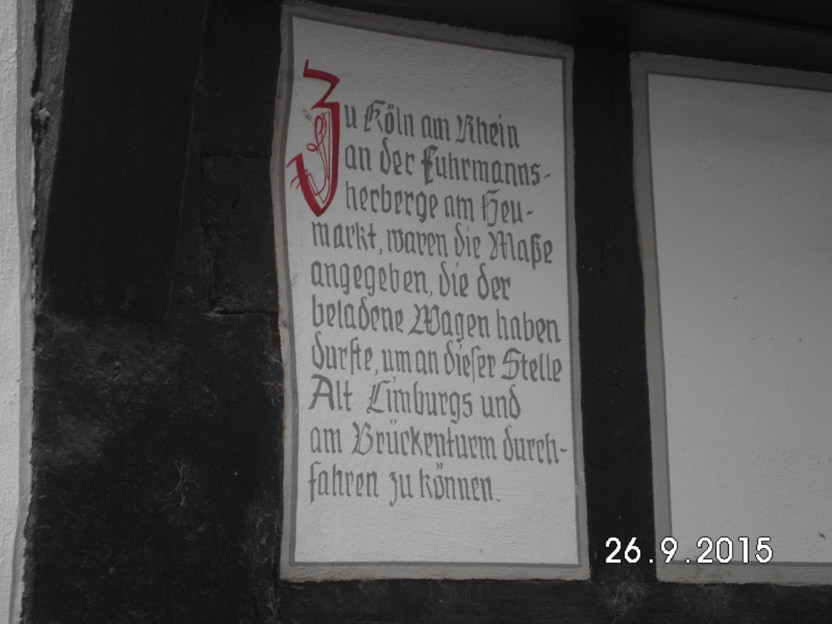 Zu Köln am Rhein
an der Fuhrmanns-
herberge am Heu-
markt, waren die Maße
angegeben, die der
beladene Wagen haben
durfte, um an dieser Stelle
Alt Limburgs und
am Brückenturm durch-
fahren zu können.
26.9.2015